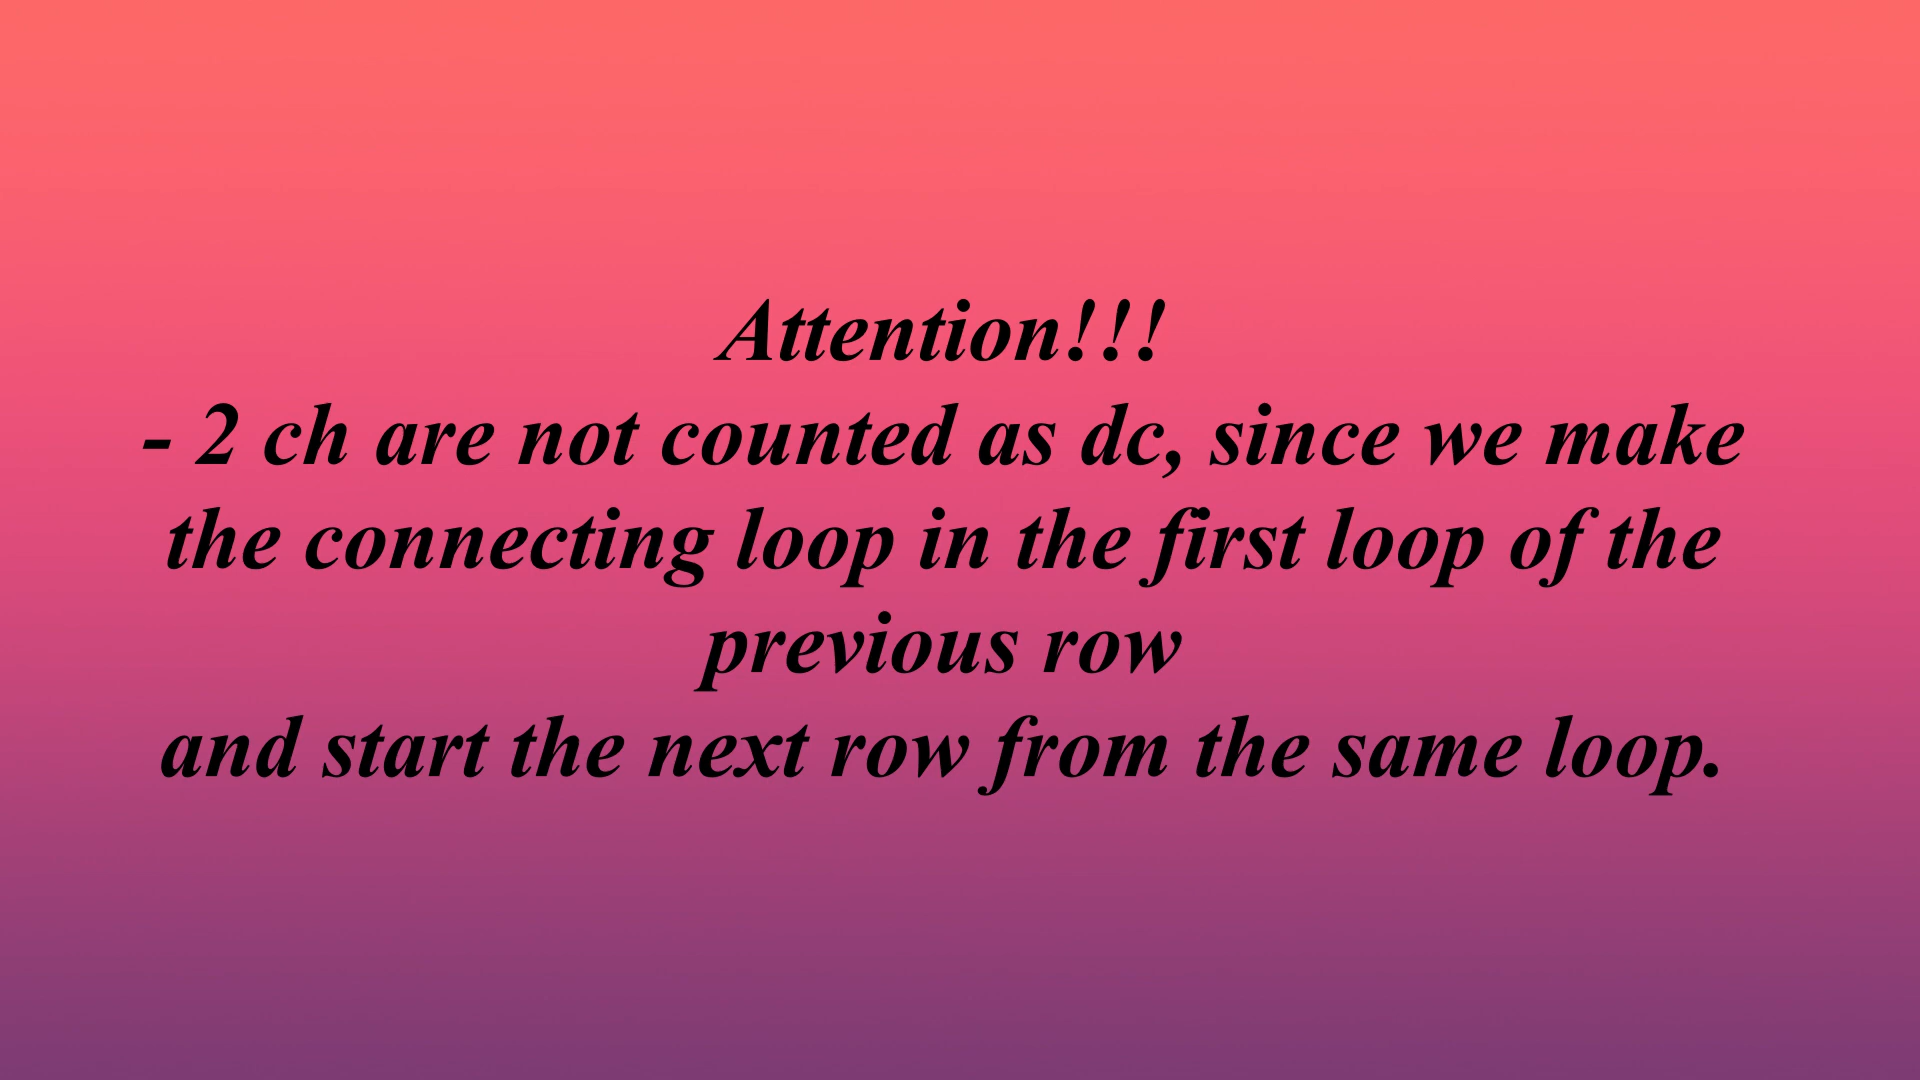 Attention!!!
- 2 ch are not counted as dc, since we make
the connecting loop in the first loop of the
previous row
and start the next row from the same loop.